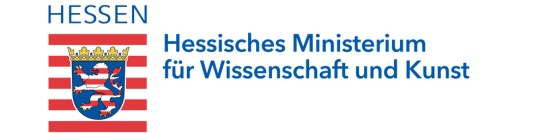 HESSEN
Hessisches Ministerium
für Wissenschaft und Kunst